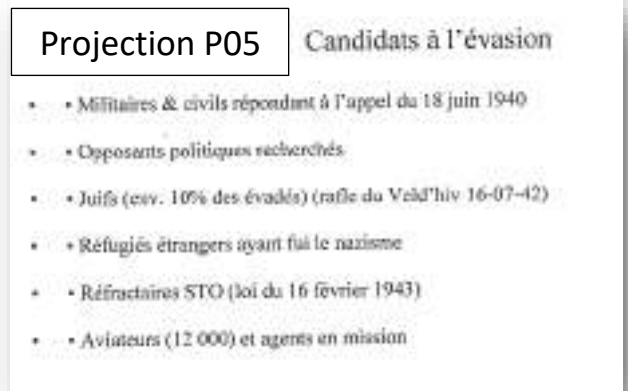 Projection P05
Candidats à l'évasion
• • Militaires & civils répondant à l'appel du 18 juin 1940
• • Opposants politiques recherchés
• • Juifs (env. 10% des évadés) (rafle du Veld'hiv 16-07-42)
• • Réfugiés étrangers ayant fui le nazisme
• • Réfractaires STO (loi du 16 février 1943)
• • Aviateurs (12 000) et agents en mission